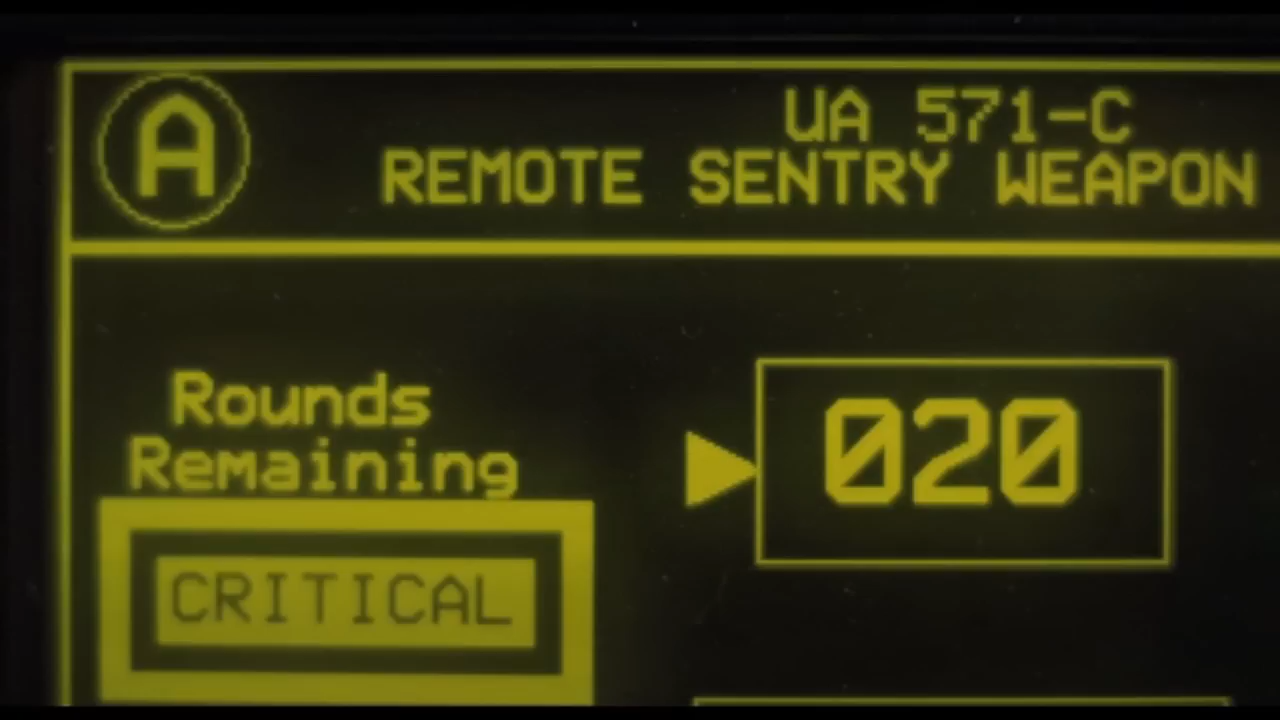 A
UA 571-C
REMOTE SENTRY WEAPON
Rounds
Remaining
020
CRITICAL